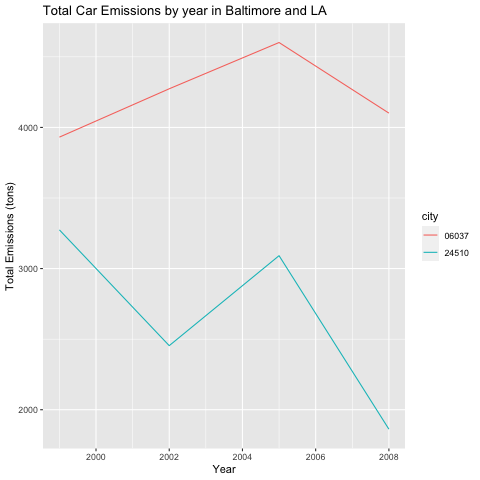 Total Car Emissions by year in Baltimore and LA
Total Emissions (tons)
4000
3000
2000
2000 2002 2004 2006 2008
Year
city
06037
24510